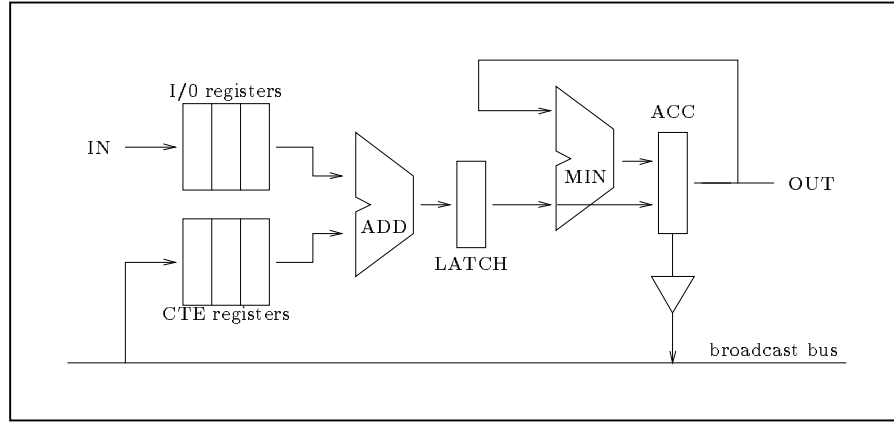 I/0 registers
ACC
IN
MIN
OUT
ADD
LATCH
CTE registers
broadcast bus